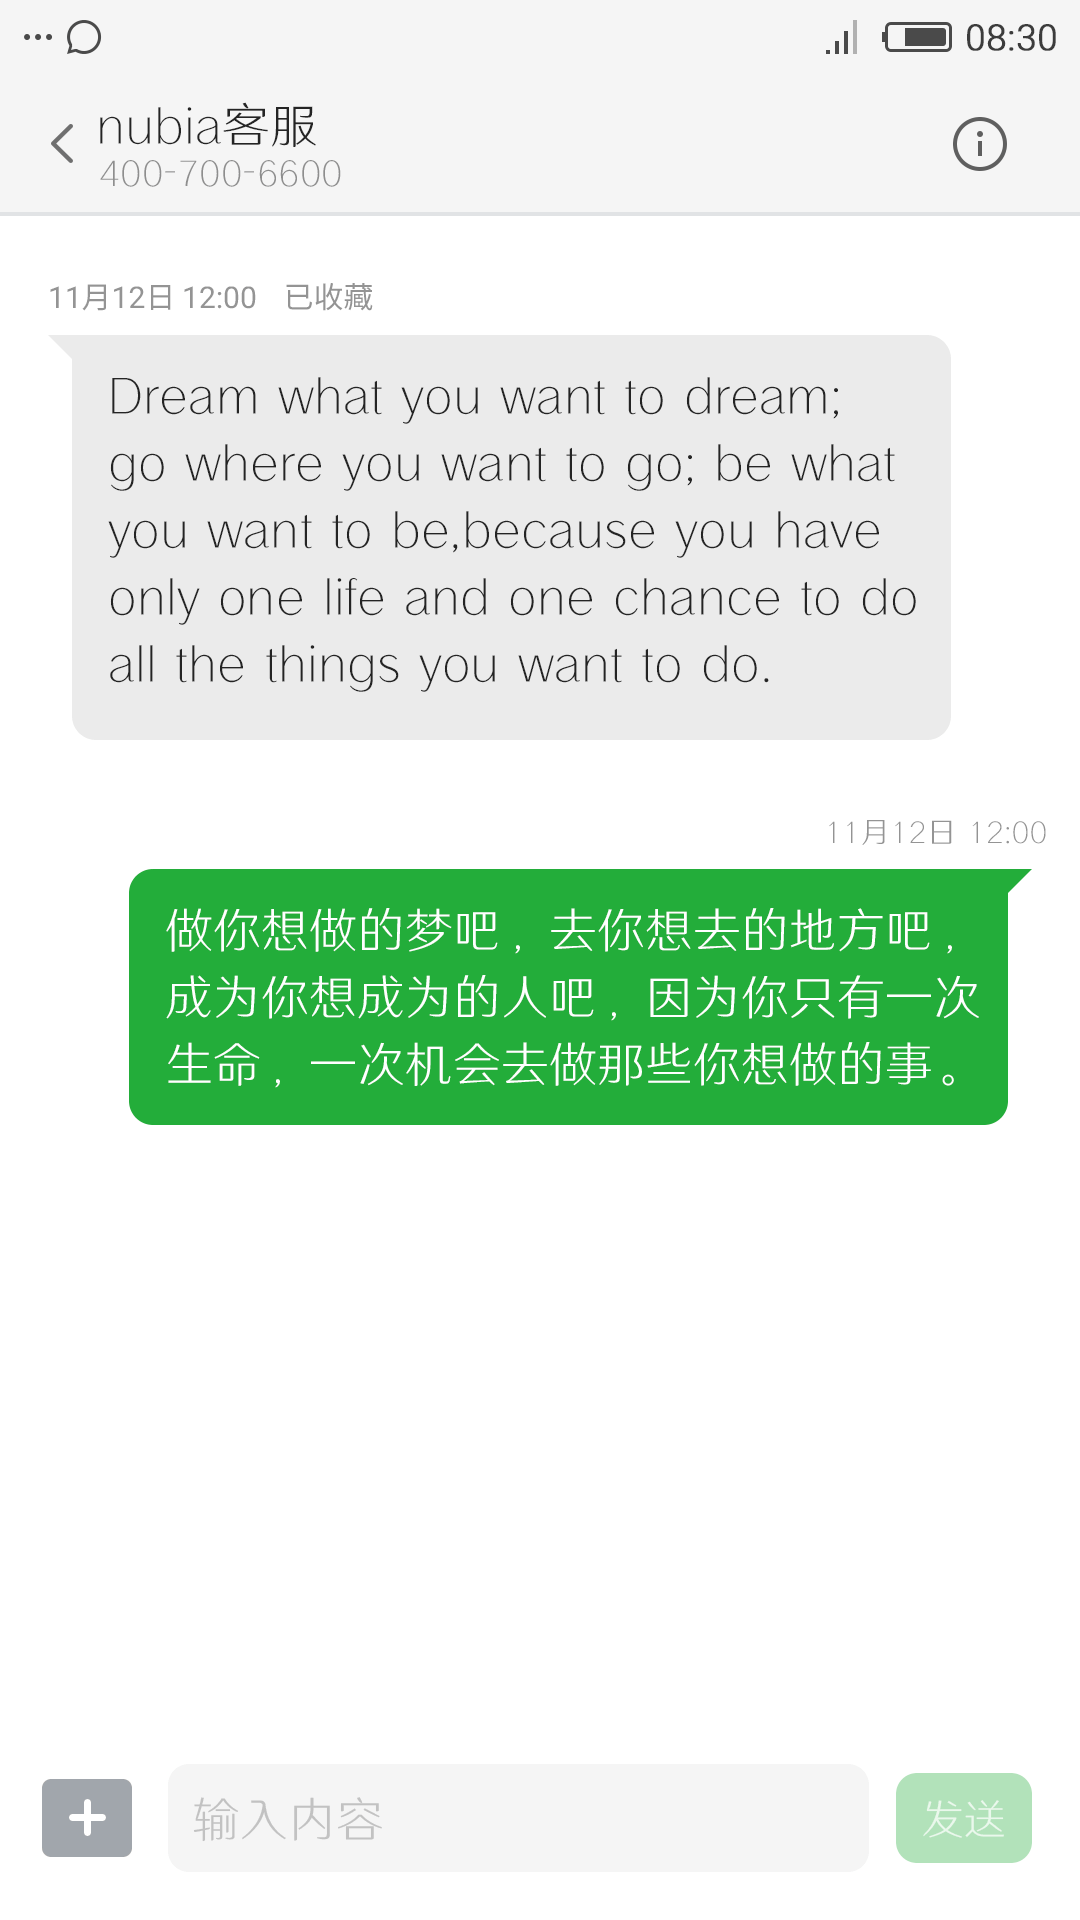 08:30
nubia客服
400-700-6600
11月12日 12:00 已收藏
Dream what you want to dream;
go where you want to go; be what
you want to be,because you have
only one life and one chance to do
all the things you want to do.
11月12日 12:00
做你想做的梦吧，去你想去的地方吧，
成为你想成为的人吧，因为你只有一次
生命，一次机会去做那些你想做的事。
输入内容
发送